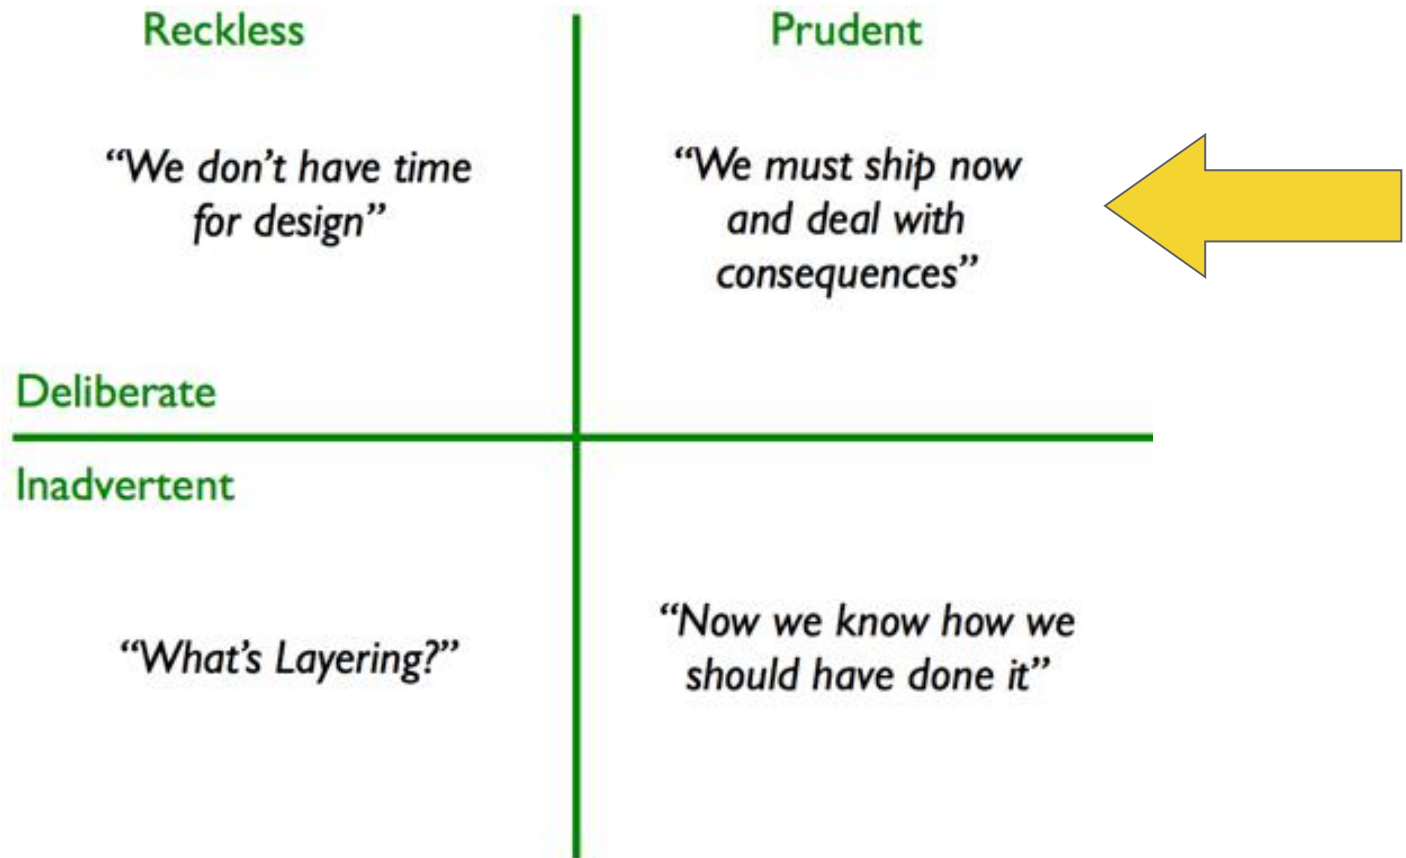 Reckless
Prudent
“We don’t have time
for design”
“We must ship now
and deal with
consequences”
Deliberate
Inadvertent
“What’s Layering?”
“Now we know how we
should have done it”